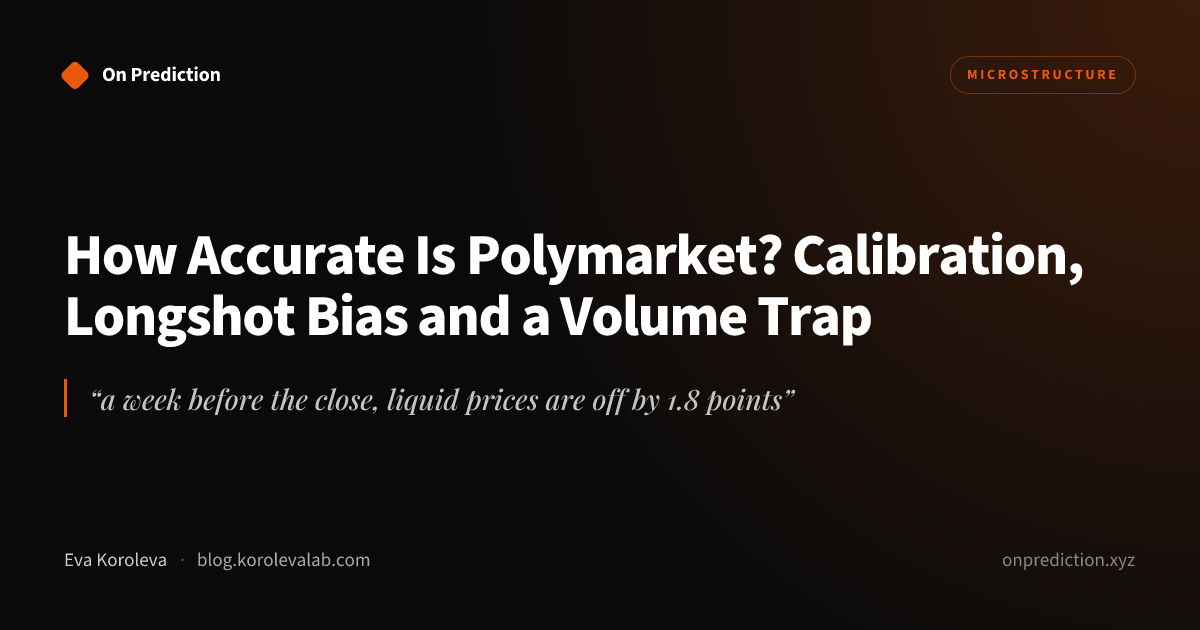 On Prediction
MICROSTRUCTURE
How Accurate Is Polymarket? Calibration,
Longshot Bias and a Volume Trap
“a week before the close, liquid prices are off by 1.8 points”
Eva Koroleva · blog.korolevalab.com
onprediction.xyz